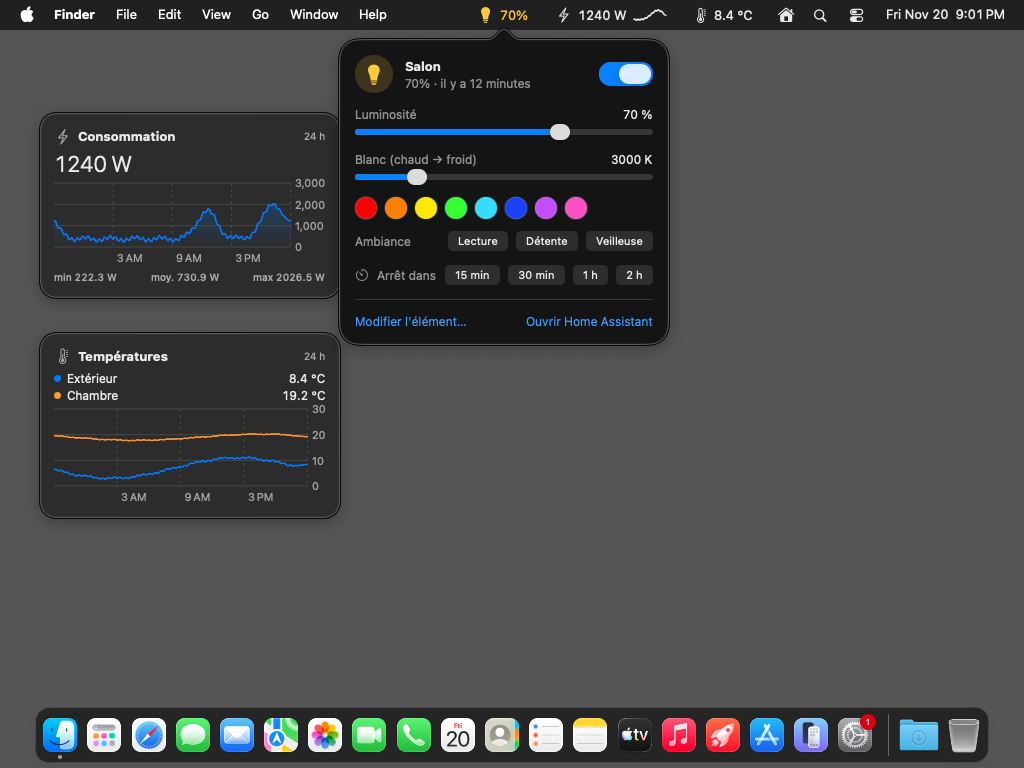 Finder File Edit View Go Window Help 70% 1240 W 8.4 °C Fri Nov 20 9:01 PM
Salon
70% · il y a 12 minutes
Luminosité 70 %
Blanc (chaud → froid) 3000 K
Ambiance Lecture Détente Veilleuse
Arrêt dans 15 min 30 min 1 h 2 h
Modifier l'élément... Ouvrir Home Assistant
Consommation 24 h
1240 W
3,000
2,000
1,000
0
3 AM 9 AM 3 PM
min 222.3 W moy. 730.9 W max 2026.5 W
Températures 24 h
Extérieur 8.4 °C
Chambre 19.2 °C
30
20
10
0
3 AM 9 AM 3 PM
Fri
20
tv
1